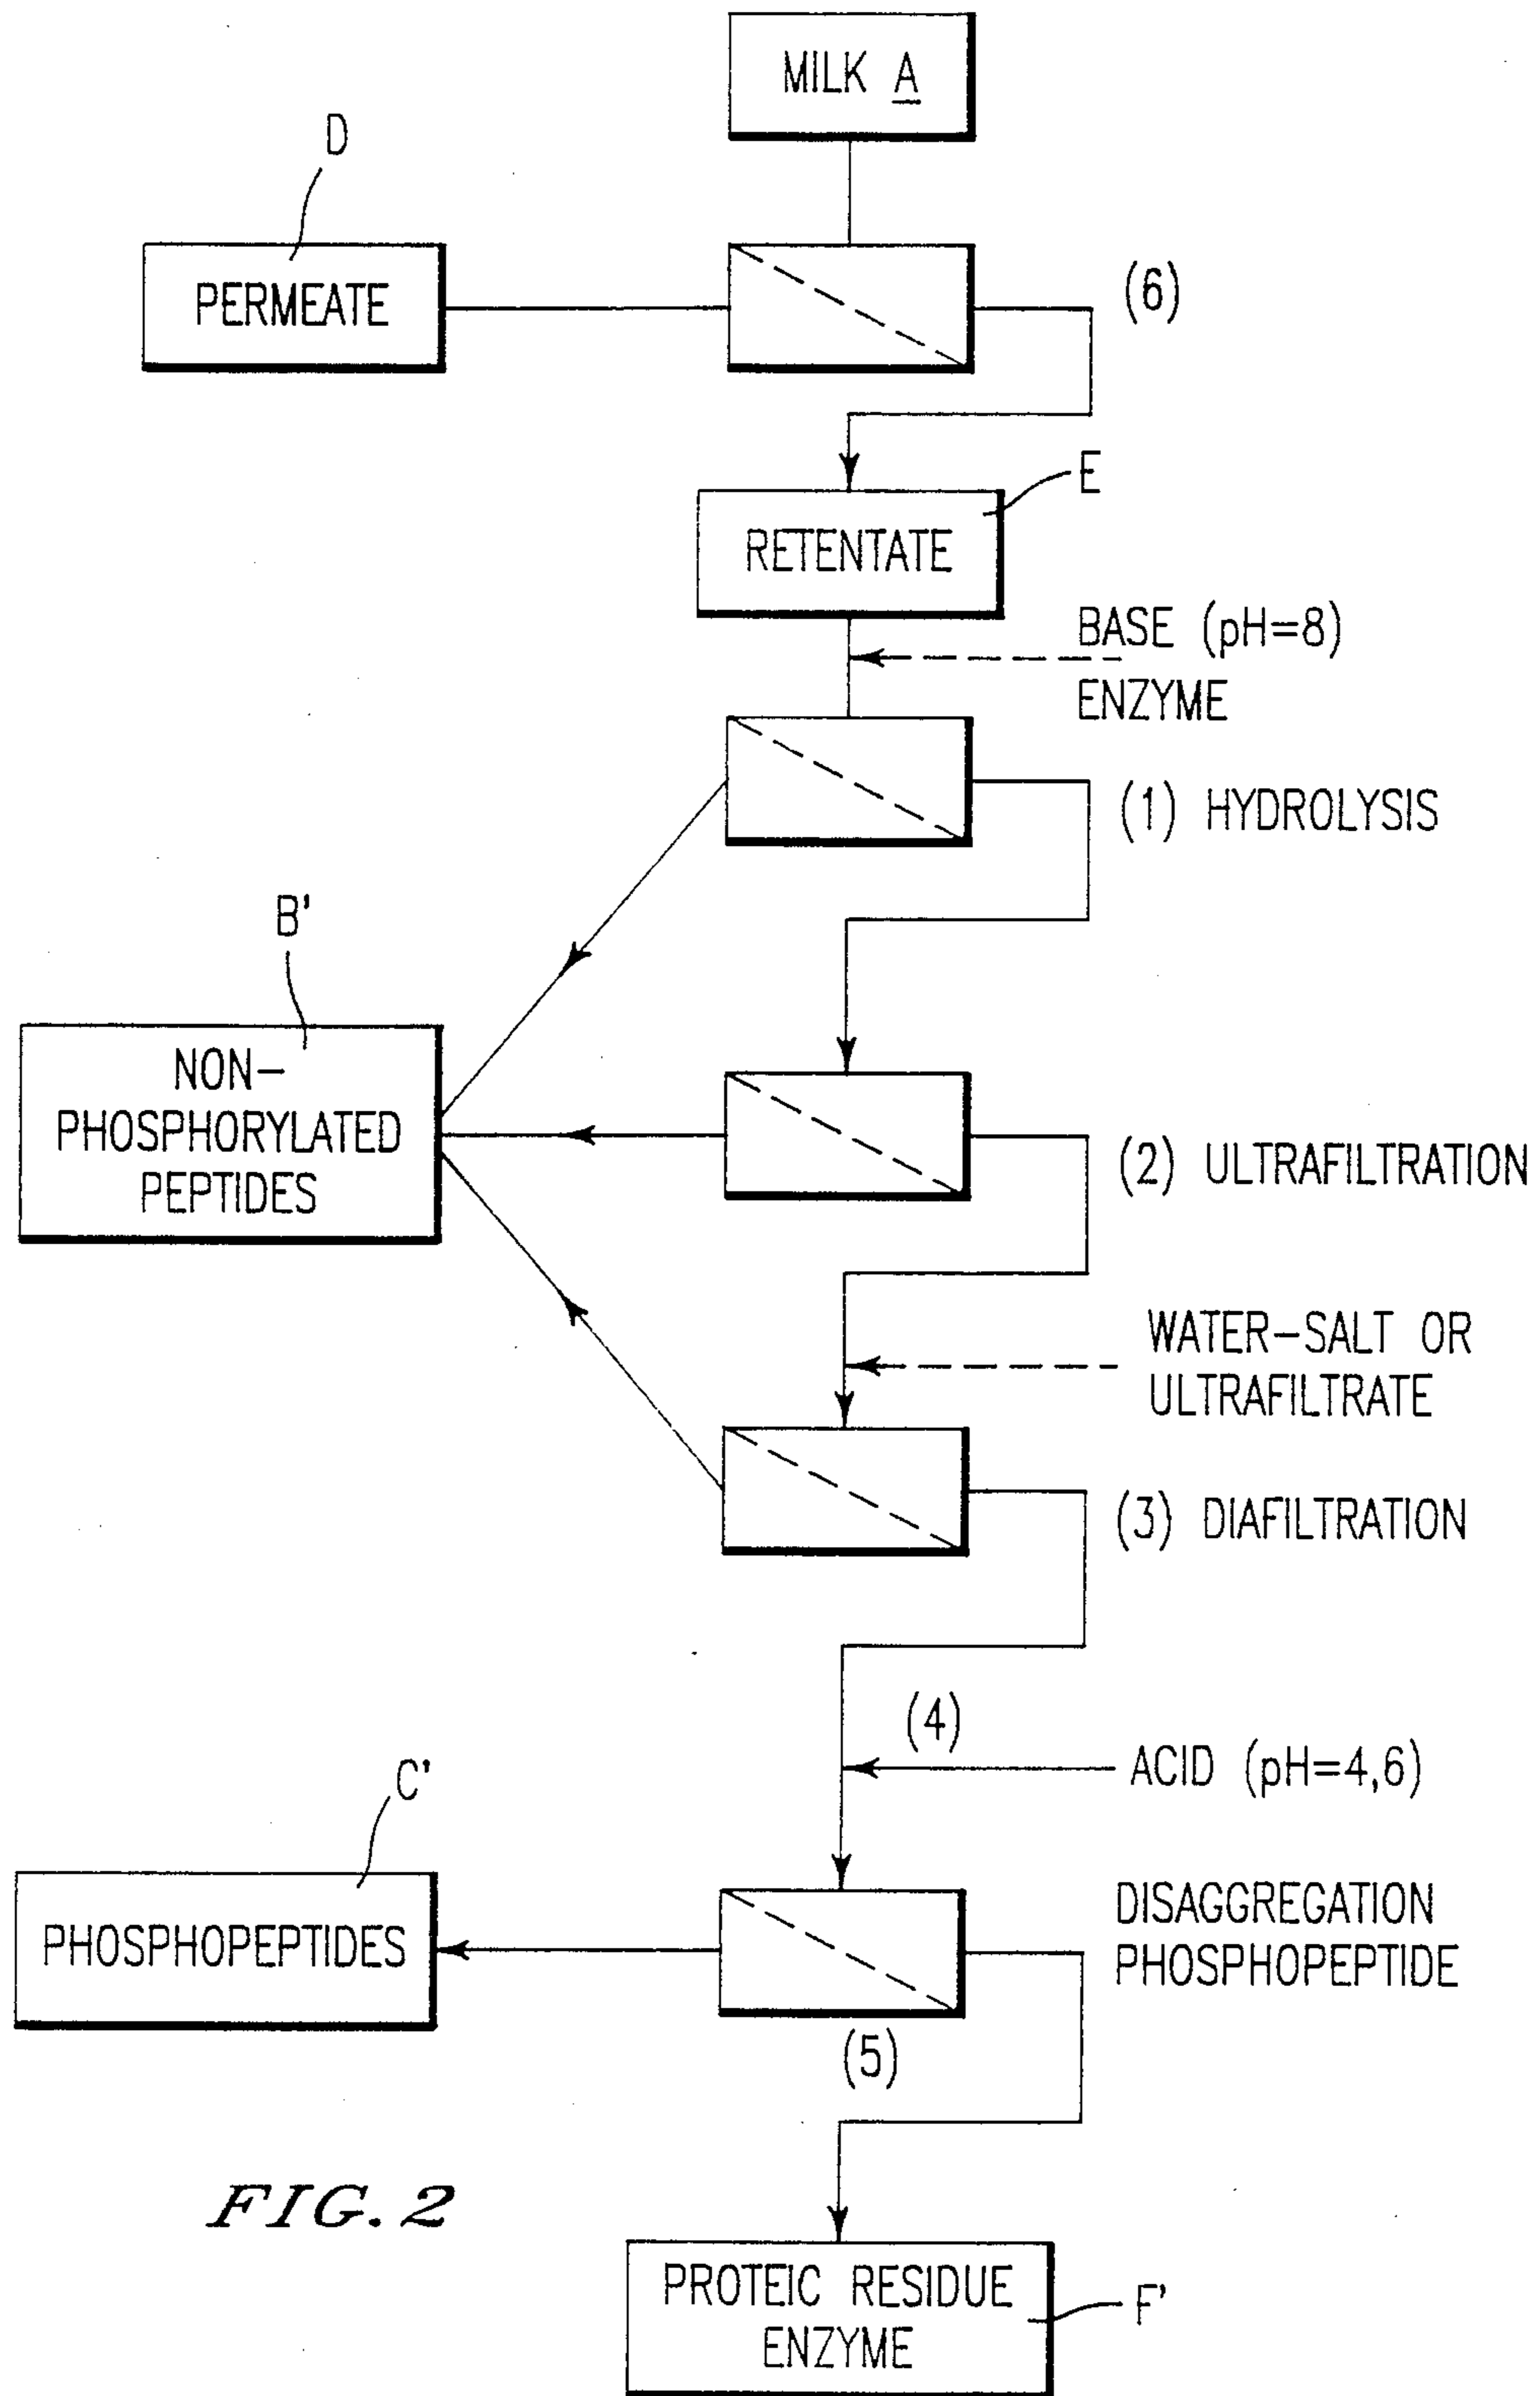 MILK A
D
PERMEATE
(6)
E
RETENTATE
BASE (pH=8)
ENZYME
(1) HYDROLYSIS
B'
NON-
PHOSPHORYLATED
PEPTIDES
(2) ULTRAFILTRATION
WATER-SALT OR
ULTRAFILTRATE
(3) DIAFILTRATION
(4)
ACID (pH=4,6)
C'
PHOSPHOPEPTIDES
DISAGGREGATION
PHOSPHOPEPTIDE
(5)
FIG. 2
PROTEIC RESIDUE
ENZYME
F'